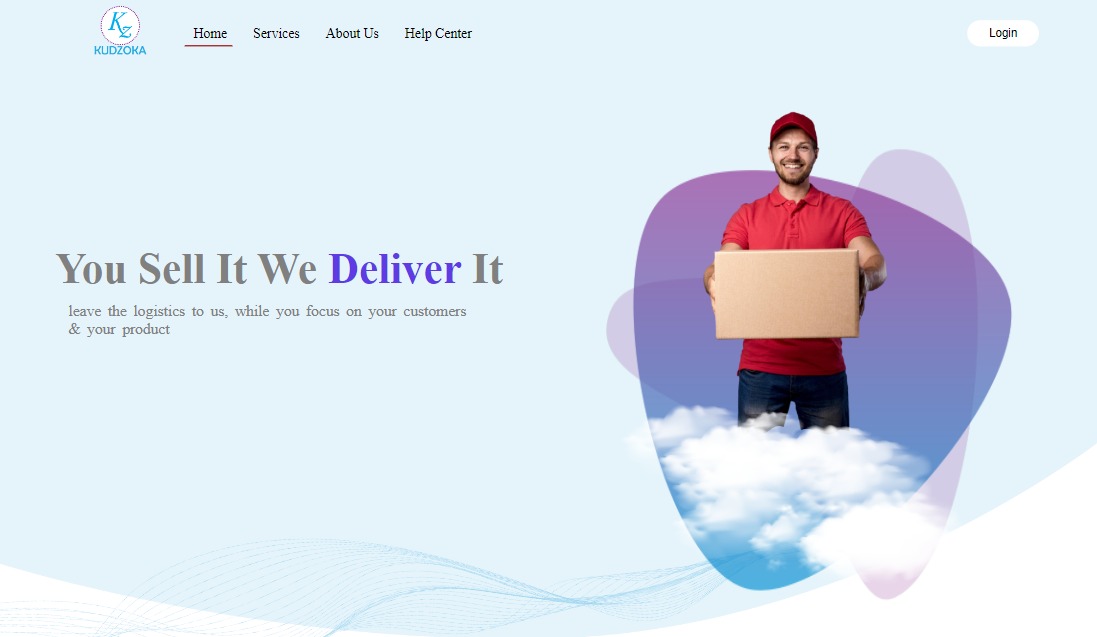 Kz
KUDZOKA
Home Services About Us Help Center
Login
You Sell It We Deliver It
leave the logistics to us, while you focus on your customers
& your product